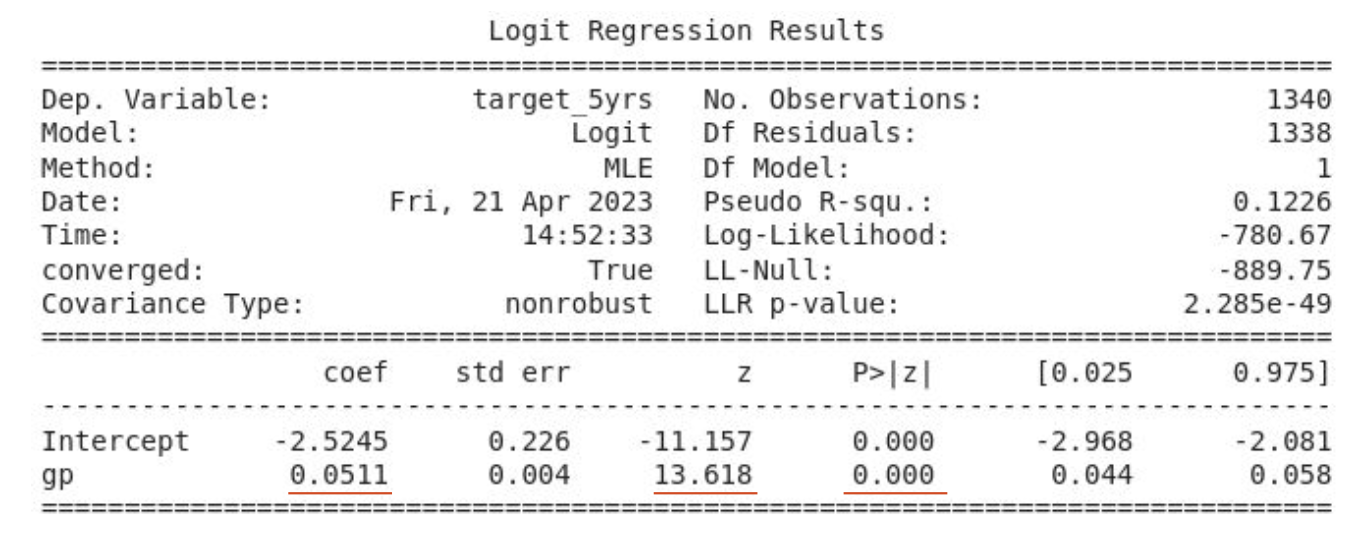 Logit Regression Results
==============================================================================
Dep. Variable: target_5yrs No. Observations: 1340
Model: Logit Df Residuals: 1338
Method: MLE Df Model: 1
Date: Fri, 21 Apr 2023 Pseudo R-squ.: 0.1226
Time: 14:52:33 Log-Likelihood: -780.67
converged: True LL-Null: -889.75
Covariance Type: nonrobust LLR p-value: 2.285e-49
==============================================================================
coef std err z P>|z| [0.025 0.975]
------------------------------------------------------------------------------
Intercept -2.5245 0.226 -11.157 0.000 -2.968 -2.081
gp 0.0511 0.004 13.618 0.000 0.044 0.058
==============================================================================